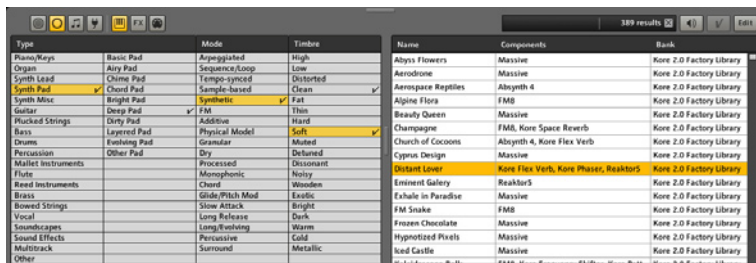 FX
389 results
Edit
Type Mode Timbre
Piano/Keys Basic Pad Arpeggiated High
Organ Airy Pad Sequence/Loop Low
Synth Lead Chime Pad Tempo-synced Distorted
Synth Pad ✓ Chord Pad Sample-based Clean ✓
Synth Misc Bright Pad Synthetic ✓ Fat
Guitar Deep Pad ✓ FM Thin
Plucked Strings Dirty Pad Additive Hard
Bass Layered Pad Physical Model Soft ✓
Drums Evolving Pad Granular Muted
Percussion Other Pad Dry Detuned
Mallet Instruments Processed Dissonant
Flute Monophonic Noisy
Reed Instruments Chord Wooden
Brass Glide/Pitch Mod Exotic
Bowed Strings Slow Attack Bright
Vocal Long Release Dark
Soundscapes Long/Evolving Warm
Sound Effects Percussive Cold
Multitrack Surround Metallic
Other
Name Components Bank
Abyss Flowers Massive Kore 2.0 Factory Library
Aerodrone Massive Kore 2.0 Factory Library
Aerospace Reptiles Absynth 4 Kore 2.0 Factory Library
Alpine Flora FM8 Kore 2.0 Factory Library
Beauty Queen Massive Kore 2.0 Factory Library
Champagne FM8, Kore Space Reverb Kore 2.0 Factory Library
Church of Cocoons Absynth 4, Kore Flex Verb Kore 2.0 Factory Library
Cyprus Design Massive Kore 2.0 Factory Library
Distant Lover Kore Flex Verb, Kore Phaser, Reaktor5 Kore 2.0 Factory Library
Eminent Galery Reaktor5 Kore 2.0 Factory Library
Exhale in Paradise Massive Kore 2.0 Factory Library
FM Snake FM8 Kore 2.0 Factory Library
Frozen Chocolate Massive Kore 2.0 Factory Library
Hypnotized Pixels Massive Kore 2.0 Factory Library
Iced Castle Massive Kore 2.0 Factory Library